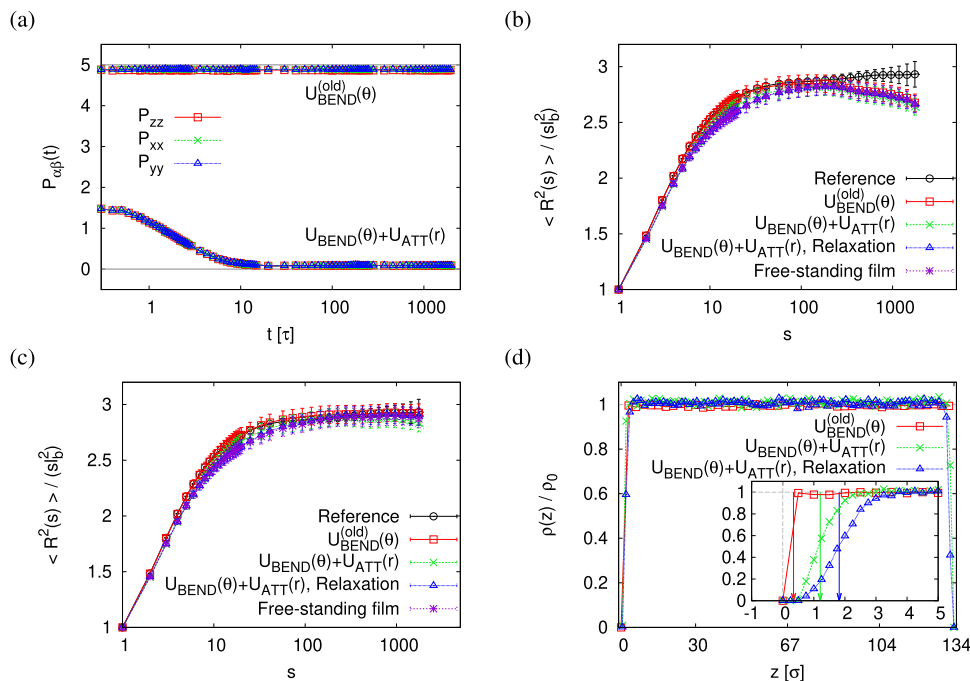 (a)
5
4
3
2
1
0
P_αβ(t)
U_BEND^(old)(θ)
P_zz
P_xx
P_yy
U_BEND(θ)+U_ATT(r)
1 10 100 1000
t [τ]
(b)
3
2.5
2
1.5
1
< R²(s) > / (sl_b²)
Reference
U_BEND^(old)(θ)
U_BEND(θ)+U_ATT(r)
U_BEND(θ)+U_ATT(r), Relaxation
Free-standing film
1 10 100 1000
s
(c)
3
2.5
2
1.5
1
< R²(s) > / (sl_b²)
Reference
U_BEND^(old)(θ)
U_BEND(θ)+U_ATT(r)
U_BEND(θ)+U_ATT(r), Relaxation
Free-standing film
1 10 100 1000
s
(d)
1
0.8
0.6
0.4
0.2
0
ρ(z) / ρ_0
U_BEND^(old)(θ)
U_BEND(θ)+U_ATT(r)
U_BEND(θ)+U_ATT(r), Relaxation
1
0.8
0.6
0.4
0.2
0
-1 0 1 2 3 4 5
0 30 67 104 134
z [σ]